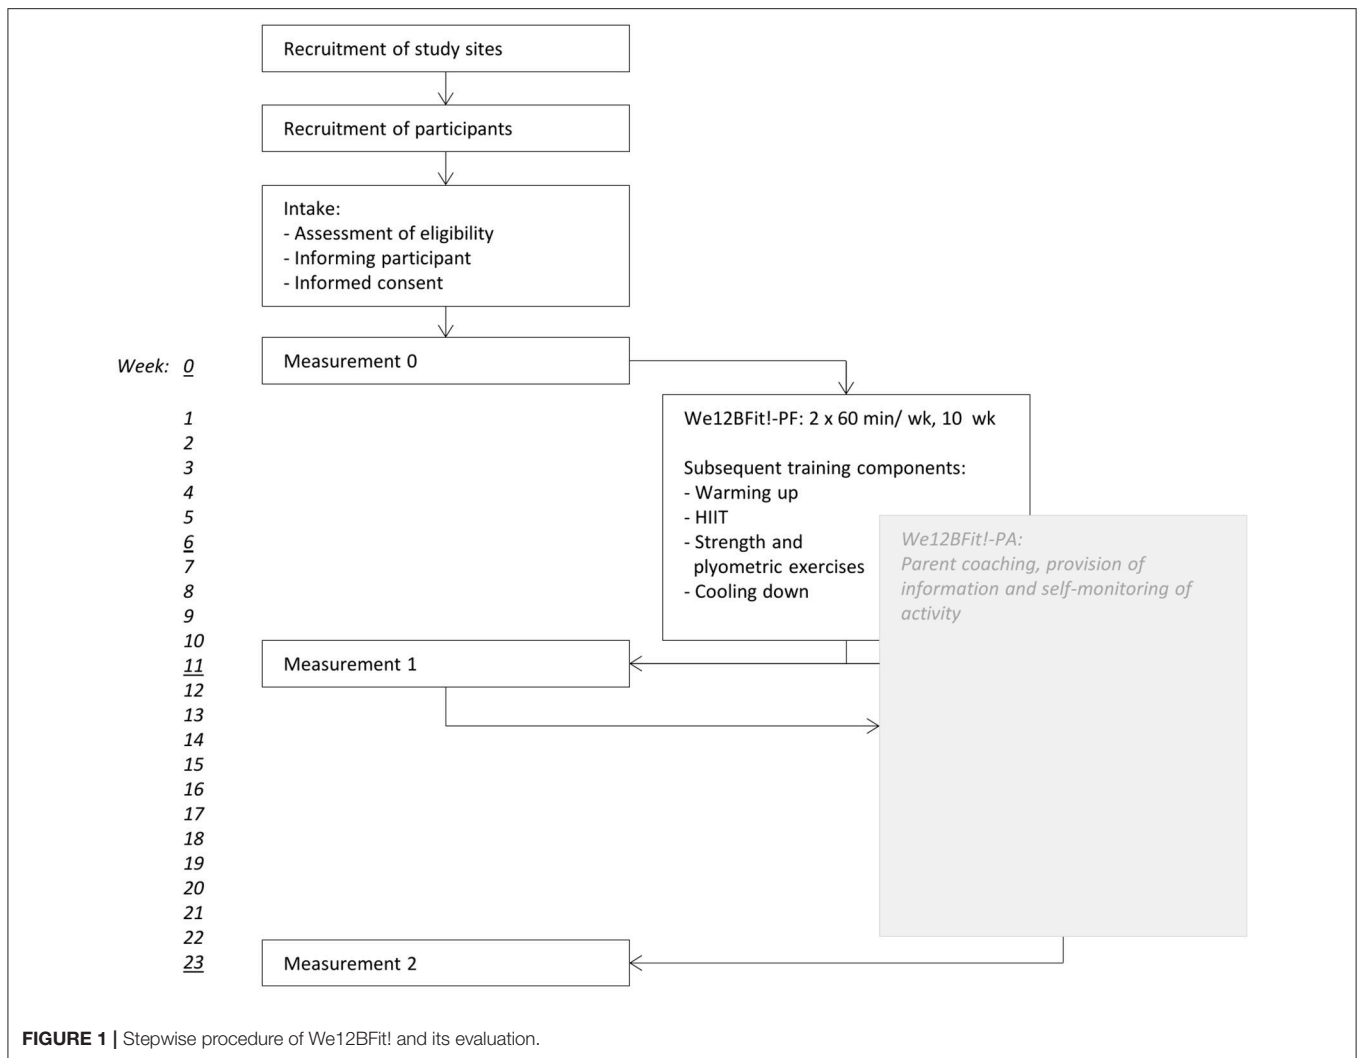 Recruitment of study sites
Recruitment of participants
Intake:
- Assessment of eligibility
- Informing participant
- Informed consent
Week: 0
Measurement 0
1
2
3
4
5
6
7
8
9
10
11
12
13
14
15
16
17
18
19
20
21
22
23
We12BFit!-PF: 2 x 60 min/ wk, 10 wk
Subsequent training components:
- Warming up
- HIIT
- Strength and
plyometric exercises
- Cooling down
We12BFit!-PA:
Parent coaching, provision of
information and self-monitoring of
activity
Measurement 1
Measurement 2
FIGURE 1 | Stepwise procedure of We12BFit! and its evaluation.